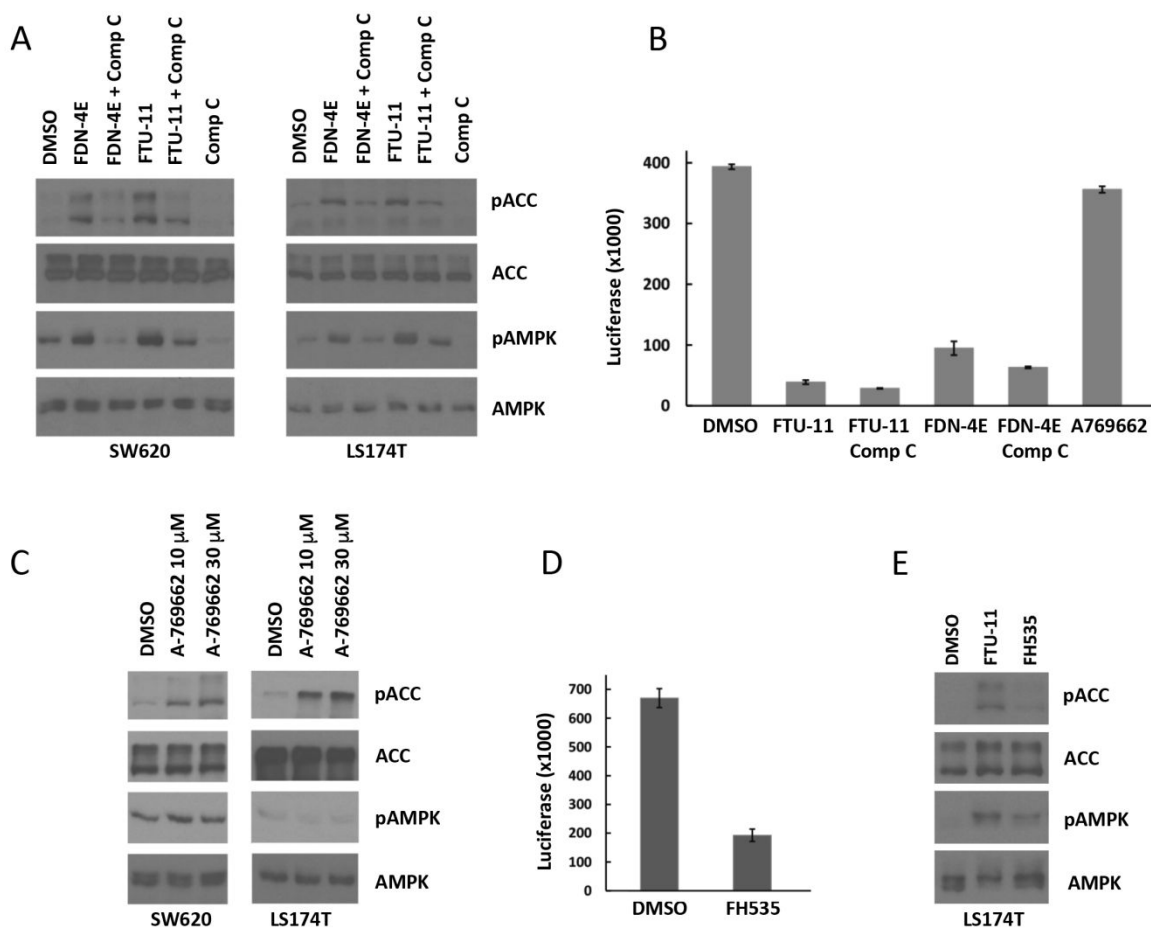 A
DMSO
FDN-4E
FDN-4E + Comp C
FTU-11
FTU-11 + Comp C
Comp C
DMSO
FDN-4E
FDN-4E + Comp C
FTU-11
FTU-11 + Comp C
Comp C
pACC
ACC
pAMPK
AMPK
SW620
LS174T
B
Luciferase (x1000)
400
300
200
100
0
DMSO
FTU-11
FTU-11
Comp C
FDN-4E
FDN-4E
Comp C
A769662
C
DMSO
A-769662 10 μM
A-769662 30 μM
DMSO
A-769662 10 μM
A-769662 30 μM
pACC
ACC
pAMPK
AMPK
SW620
LS174T
D
Luciferase (x1000)
700
600
500
400
300
200
100
0
DMSO
FH535
E
DMSO
FTU-11
FH535
pACC
ACC
pAMPK
AMPK
LS174T